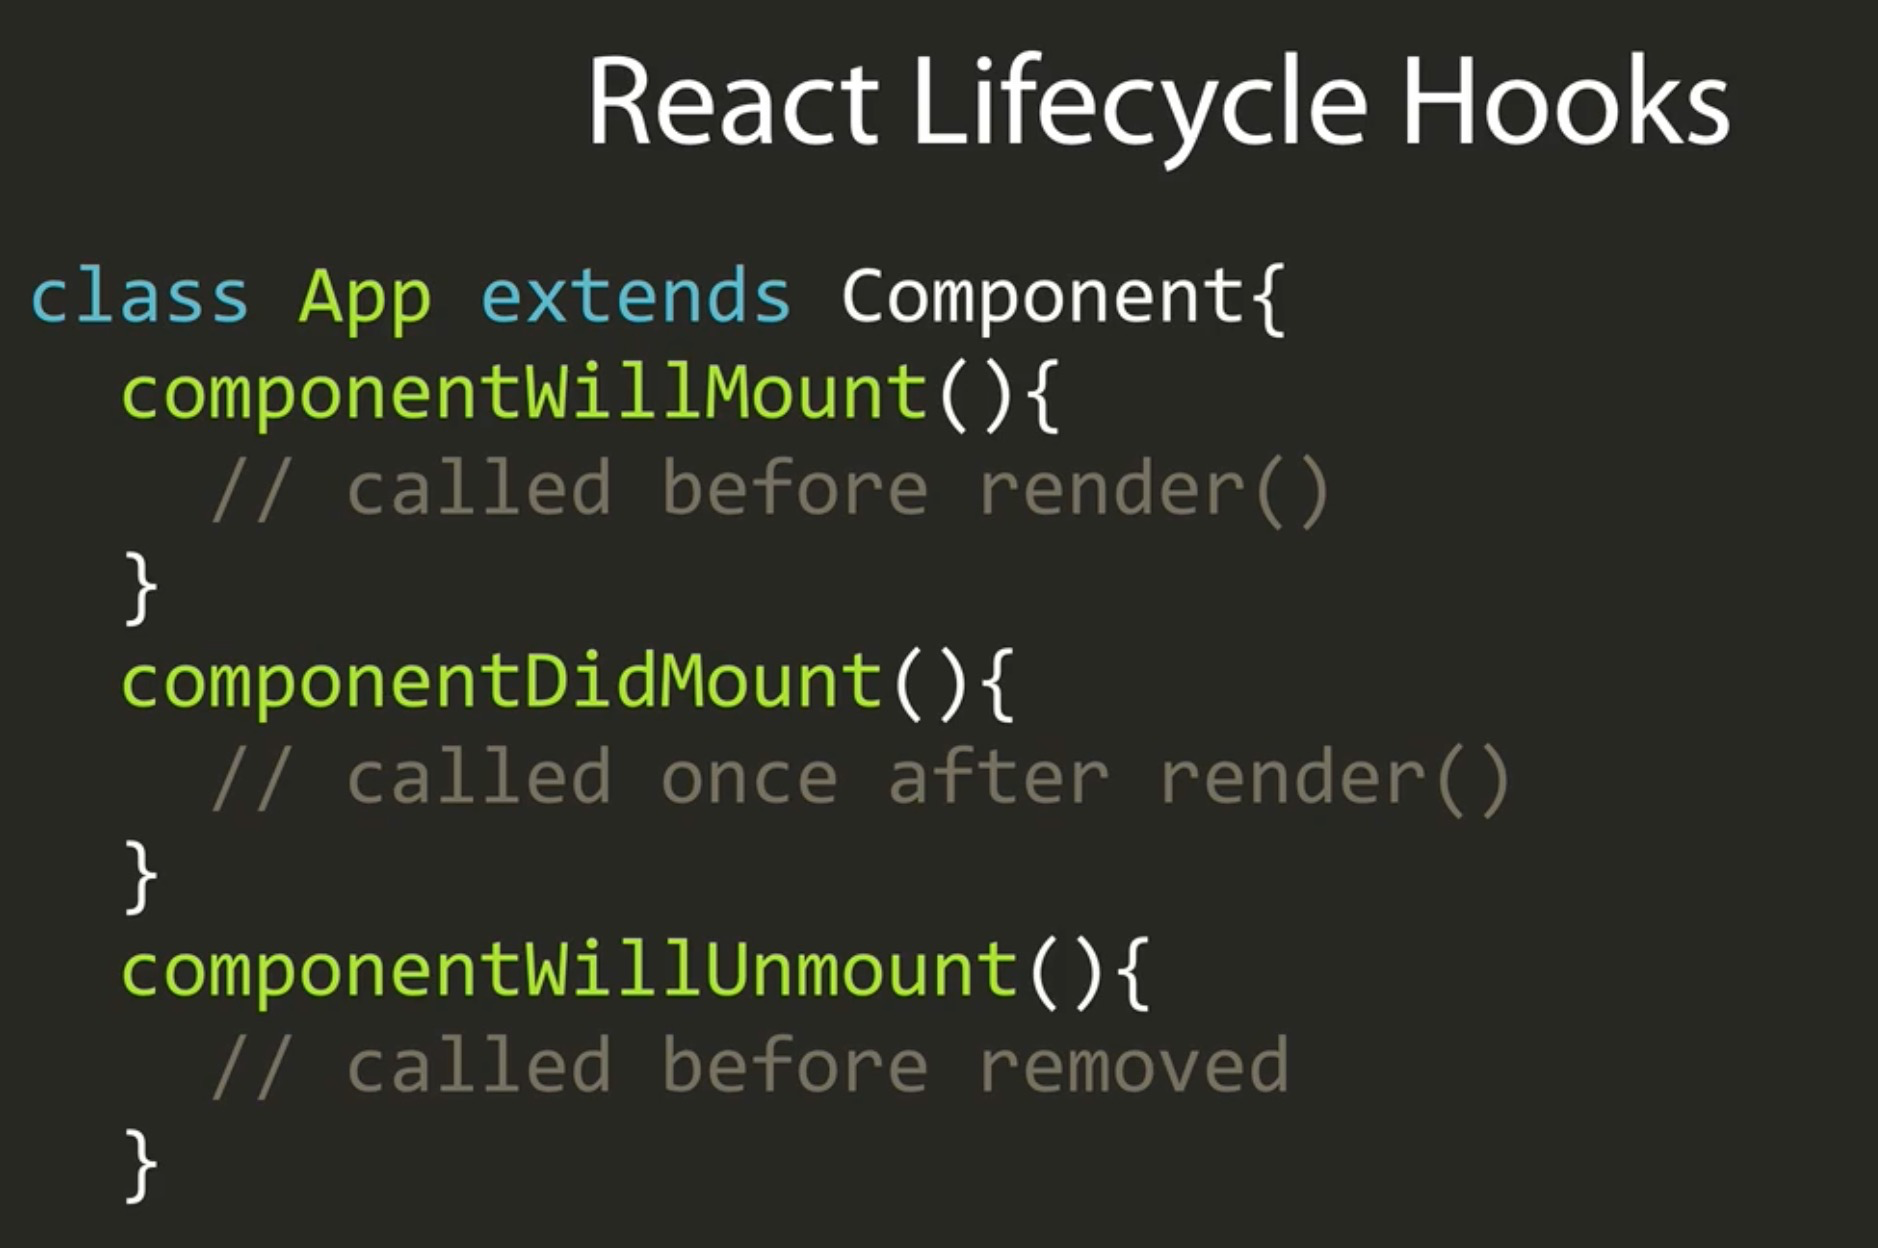 React Lifecycle Hooks
class App extends Component{
  componentWillMount(){
    // called before render()
  }
  componentDidMount(){
    // called once after render()
  }
  componentWillUnmount(){
    // called before removed
  }